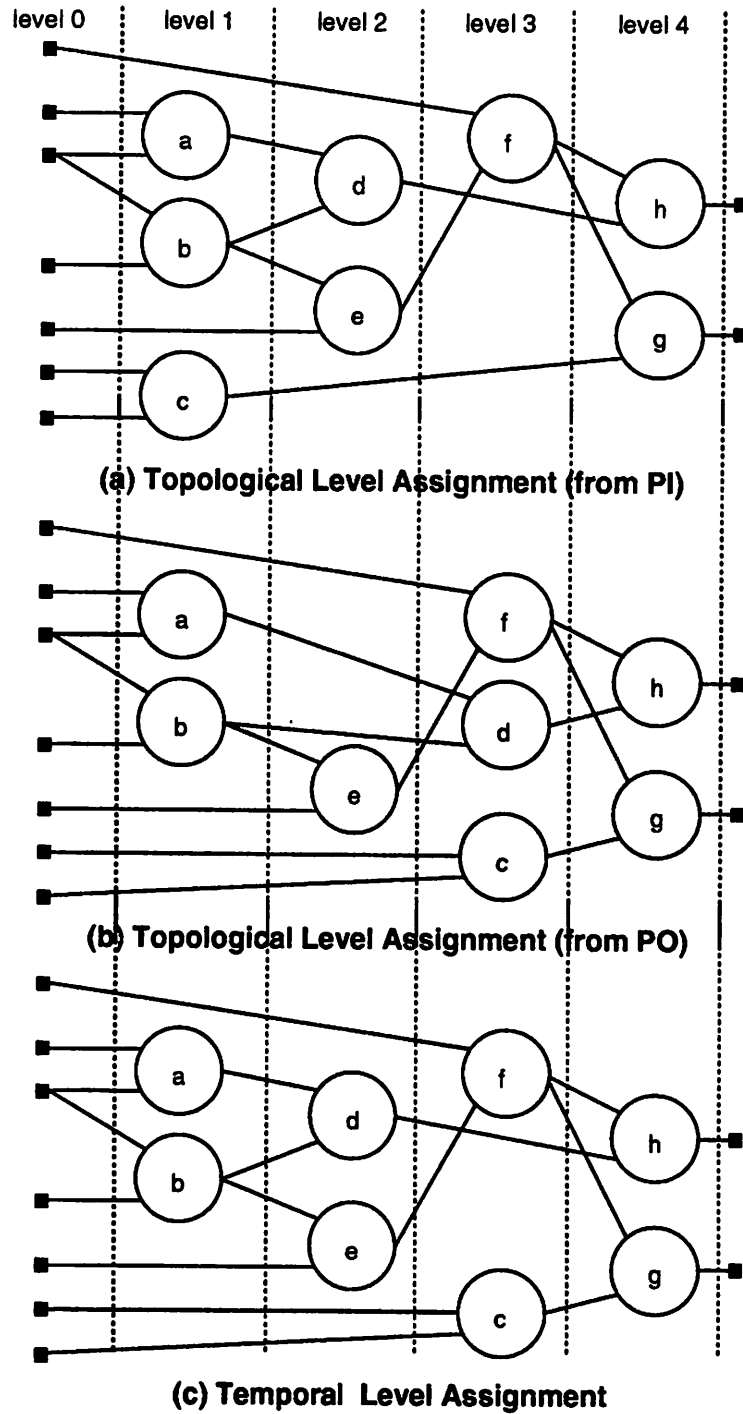 level 0 level 1 level 2 level 3 level 4
a
f
d
h
b
e
g
c
(a) Topological Level Assignment (from PI)
a
f
h
b
d
e
g
c
(b) Topological Level Assignment (from PO)
a
f
d
h
b
e
g
c
(c) Temporal Level Assignment